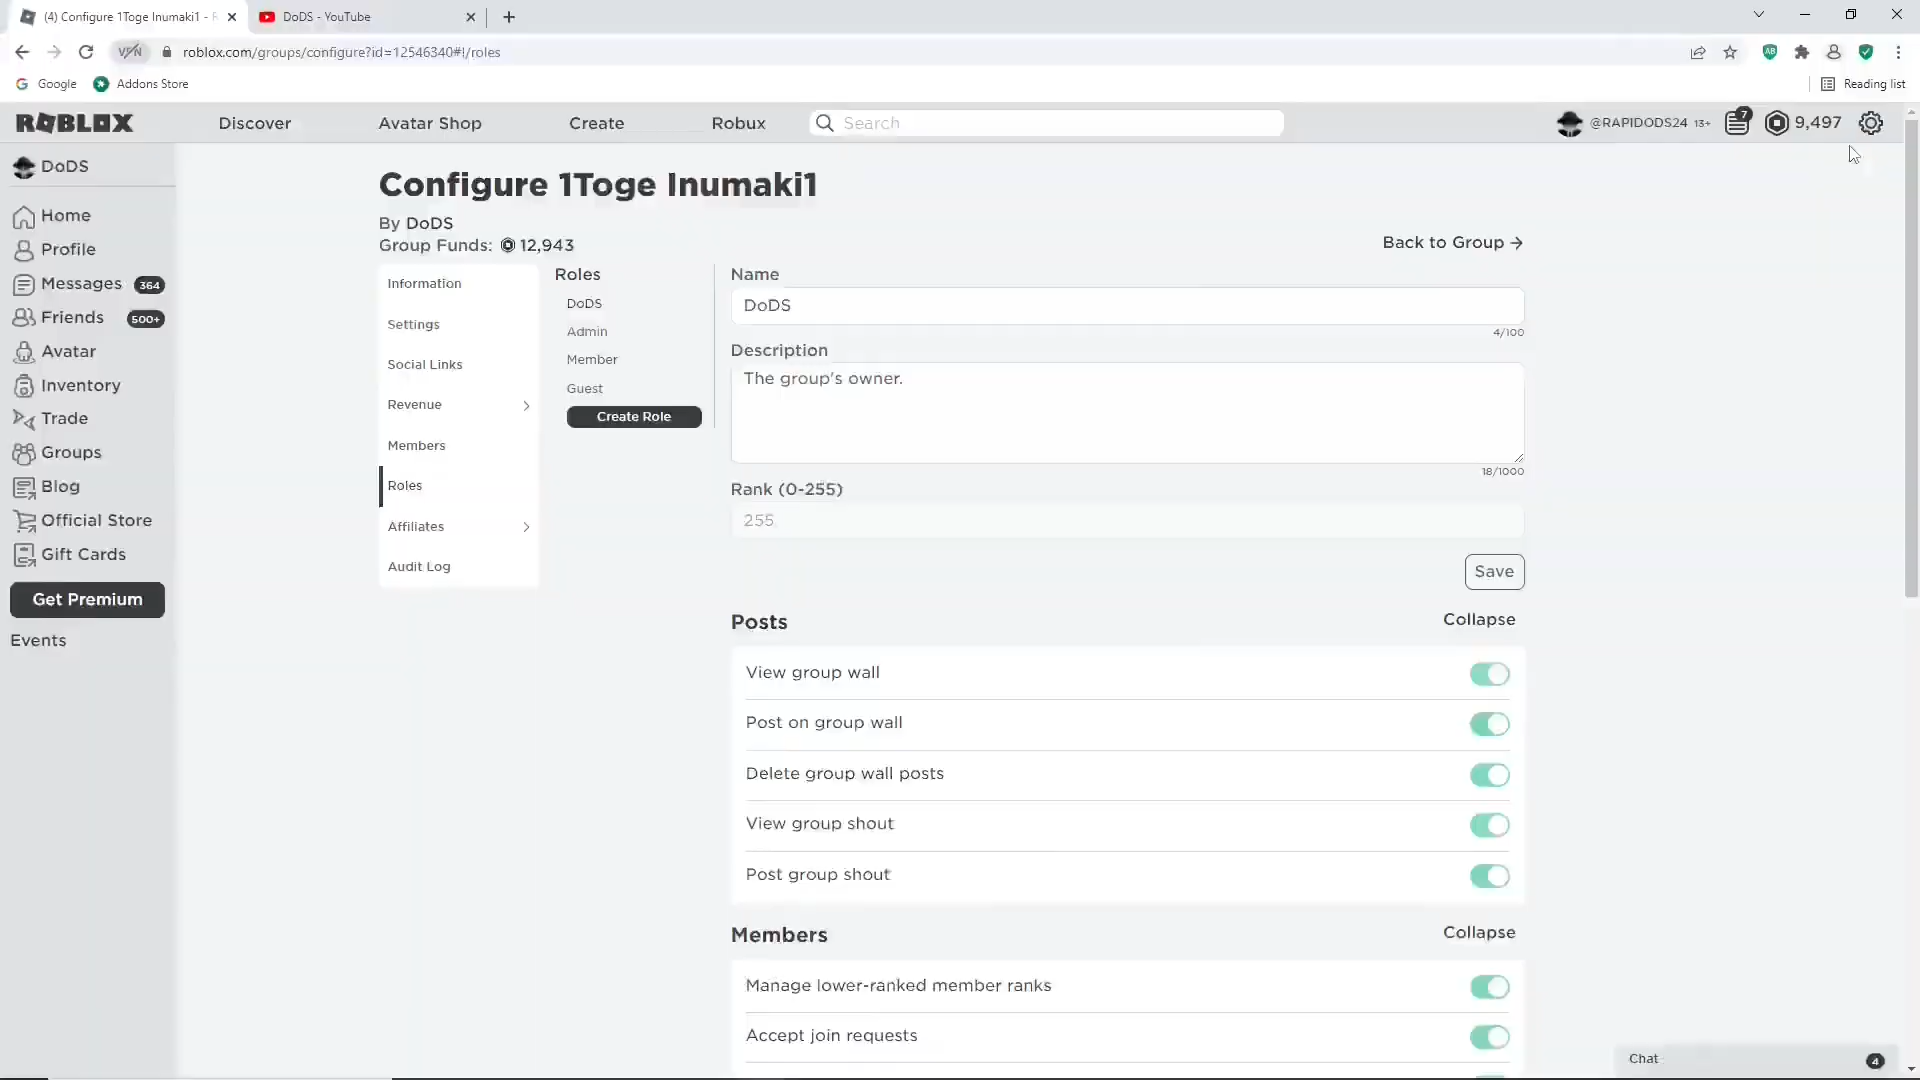 (4) Configure 1Toge Inumaki1 - R
DoDS - YouTube
VPN
roblox.com/groups/configure?id=12546340#!/roles
Google
Addons Store
Reading list
ROBLOX
Discover
Avatar Shop
Create
Robux
Search
@RAPIDODS24 13+
7
9,497
DoDS
Home
Profile
Messages 364
Friends 500+
Avatar
Inventory
Trade
Groups
Blog
Official Store
Gift Cards
Get Premium
Events
Configure 1Toge Inumaki1
By DoDS
Group Funds: 12,943
Back to Group →
Information
Settings
Social Links
Revenue
Members
Roles
Affiliates
Audit Log
Roles
DoDS
Admin
Member
Guest
Create Role
Name
DoDS
4/100
Description
The group's owner.
18/1000
Rank (0-255)
255
Save
Posts
Collapse
View group wall
Post on group wall
Delete group wall posts
View group shout
Post group shout
Members
Collapse
Manage lower-ranked member ranks
Accept join requests
Chat
4